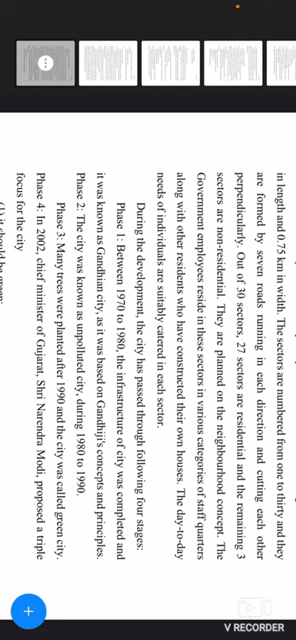 in length and 0.75 km in width. The sectors are numbered from one to thirty and they
are formed by seven roads running in each direction and cutting each other
perpendicularly. Out of 30 sectors, 27 sectors are residential and the remaining 3
sectors are non-residential. They are planned on the neighbourhood concept. The
Government employees reside in these sectors in various categories of staff quarters
along with other residents who have constructed their own houses. The day-to-day
needs of individuals are suitably catered in each sector.
During the development, the city has passed through following four stages:
Phase 1: Between 1970 to 1980, the infrastructure of city was completed and
it was known as Gandhian city, as it was based on Gandhiji's concepts and principles.
Phase 2: The city was known as unpolluted city, during 1980 to 1990.
Phase 3: Many trees were planted after 1990 and the city was called green city.
Phase 4: In 2002, chief minister of Gujarat, Shri Narendra Modi, proposed a triple
focus for the city
(1) it should be green;
V RECORDER